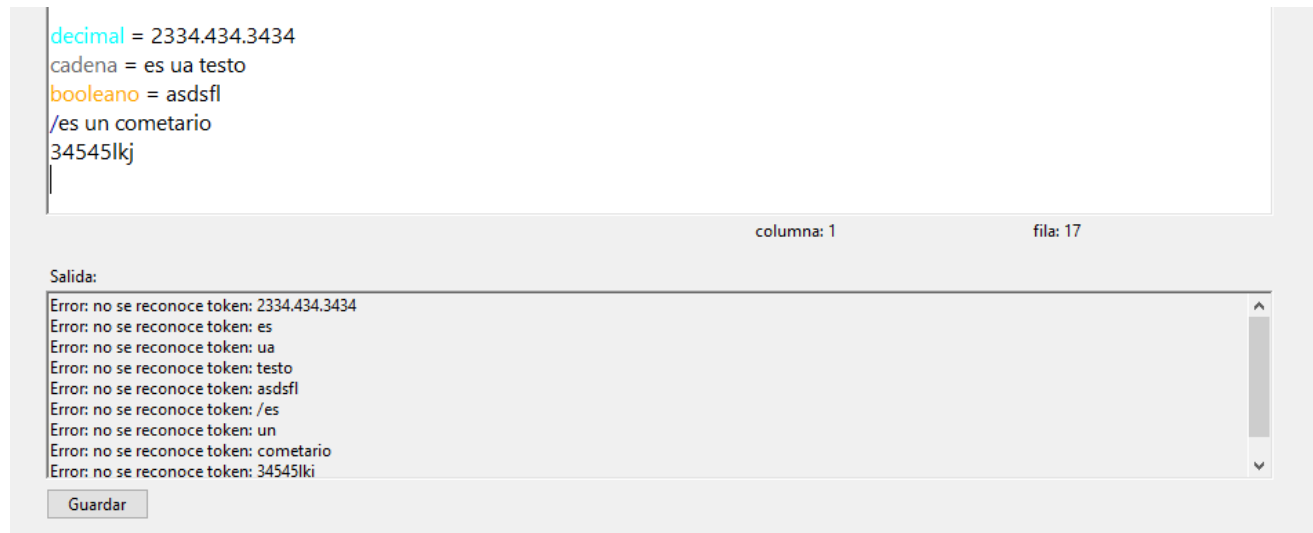 decimal = 2334.434.3434
cadena = es ua testo
booleano = asdsfl
/es un cometario
34545lkj
columna: 1 fila: 17
Salida:
Error: no se reconoce token: 2334.434.3434
Error: no se reconoce token: es
Error: no se reconoce token: ua
Error: no se reconoce token: testo
Error: no se reconoce token: asdsfl
Error: no se reconoce token: /es
Error: no se reconoce token: un
Error: no se reconoce token: cometario
Error: no se reconoce token: 34545lkj
Guardar